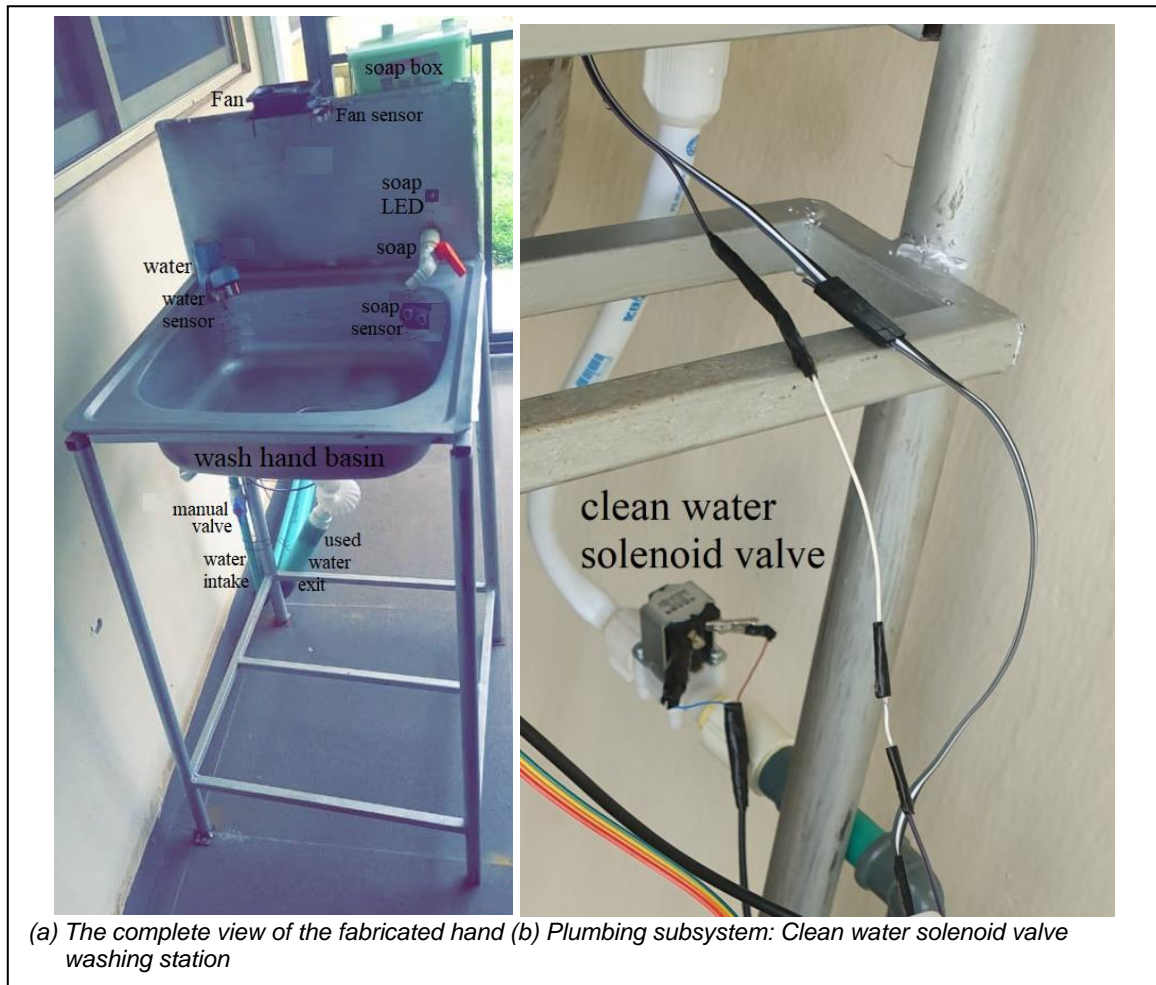 soap box
Fan
Fan sensor
soap
LED
soap
water
water
sensor
soap
sensor
wash hand basin
manual
valve
used
water
exit
water
intake
clean water
solenoid valve
(a) The complete view of the fabricated hand
washing station
(b) Plumbing subsystem: Clean water solenoid valve